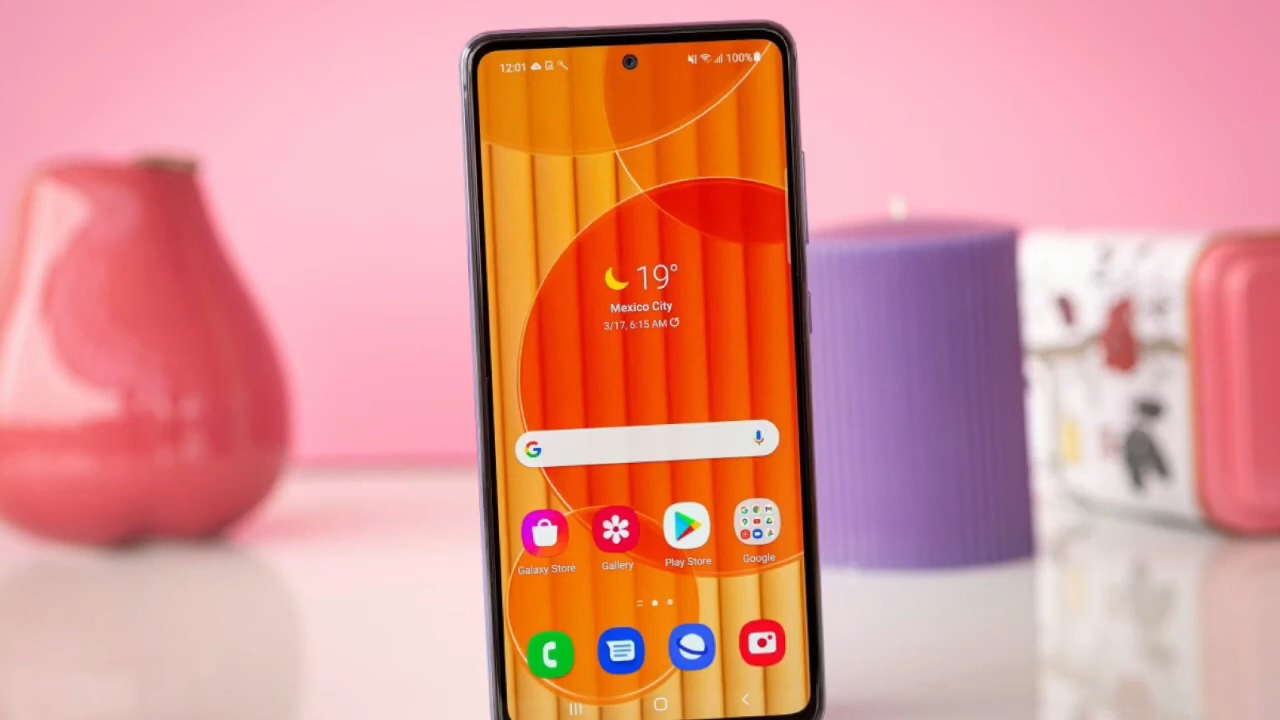 12:01
100%
19°
Mexico City
3/17, 6:15 AM
G
Galaxy Store
Gallery
Play Store
Google